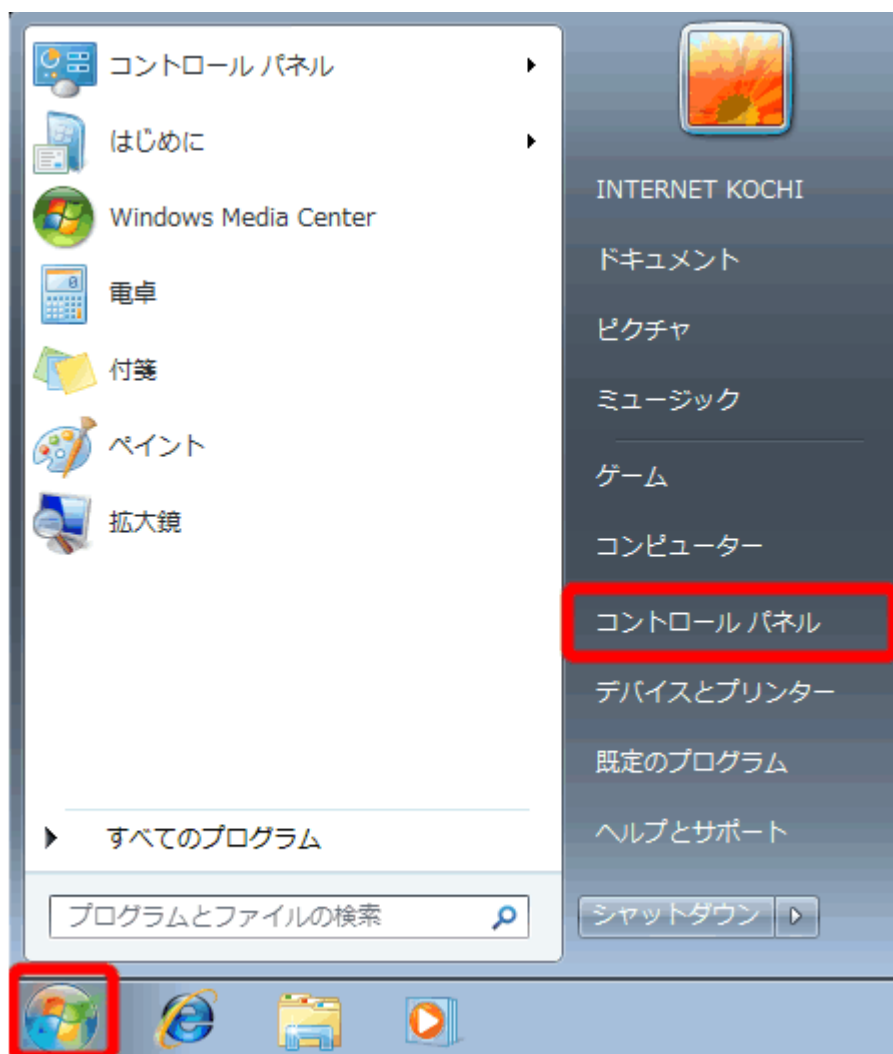 コントロール パネル
はじめに
Windows Media Center
電卓
付箋
ペイント
拡大鏡
すべてのプログラム
プログラムとファイルの検索
INTERNET KOCHI
ドキュメント
ピクチャ
ミュージック
ゲーム
コンピューター
コントロール パネル
デバイスとプリンター
既定のプログラム
ヘルプとサポート
シャットダウン